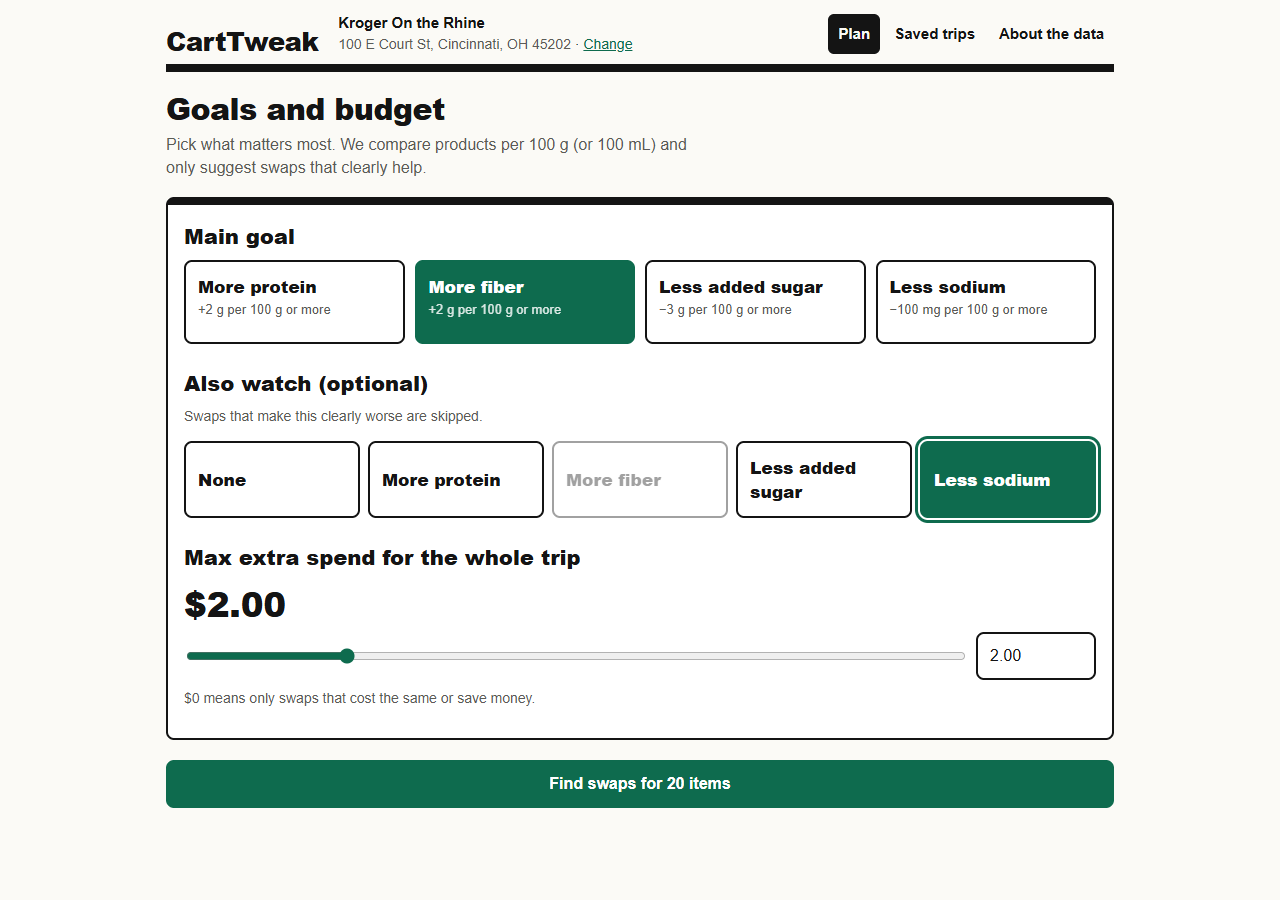 CartTweak
Kroger On the Rhine
100 E Court St, Cincinnati, OH 45202 · Change
Plan
Saved trips
About the data
Goals and budget
Pick what matters most. We compare products per 100 g (or 100 mL) and
only suggest swaps that clearly help.
Main goal
More protein
+2 g per 100 g or more
More fiber
+2 g per 100 g or more
Less added sugar
−3 g per 100 g or more
Less sodium
−100 mg per 100 g or more
Also watch (optional)
Swaps that make this clearly worse are skipped.
None
More protein
More fiber
Less added
sugar
Less sodium
Max extra spend for the whole trip
$2.00
2.00
$0 means only swaps that cost the same or save money.
Find swaps for 20 items